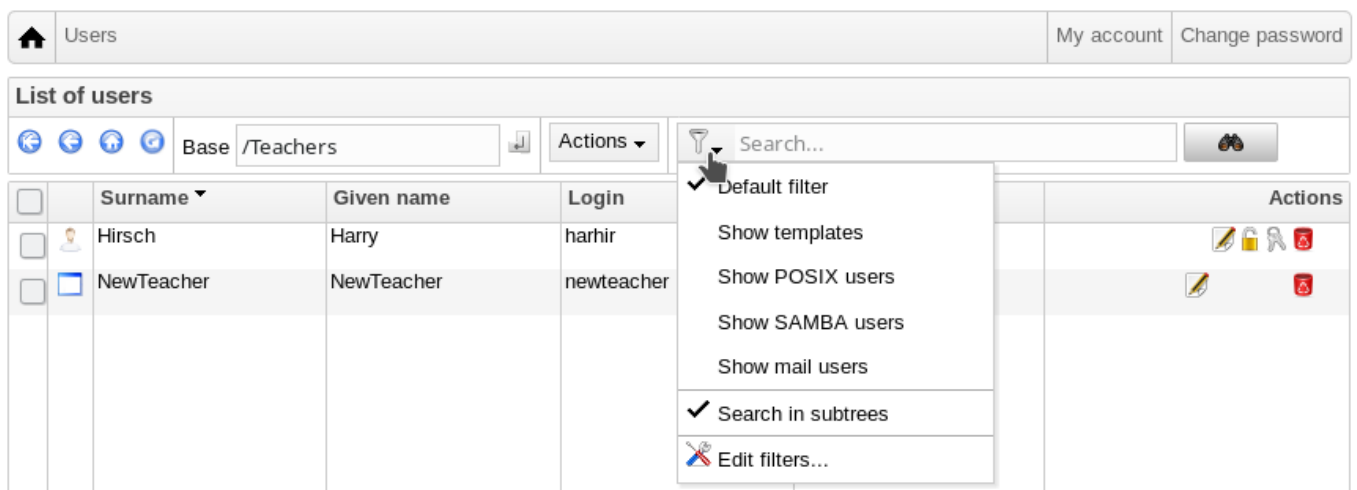 Users My account Change password
List of users
Base /Teachers Actions Search...
Surname Given name Login Actions
Hirsch Harry harhir
NewTeacher NewTeacher newteacher
Default filter
Show templates
Show POSIX users
Show SAMBA users
Show mail users
Search in subtrees
Edit filters...